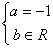 {a = −1
b ∈ R